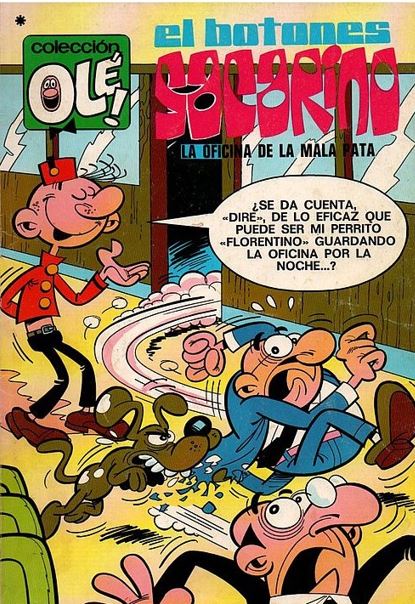 *
colección
OLÉ!
el botones
SACARINO
LA OFICINA DE LA MALA PATA
¿SE DA CUENTA,
«DIRE», DE LO EFICAZ QUE
PUEDE SER MI PERRITO
«FLORENTINO» GUARDANDO
LA OFICINA POR LA
NOCHE...?